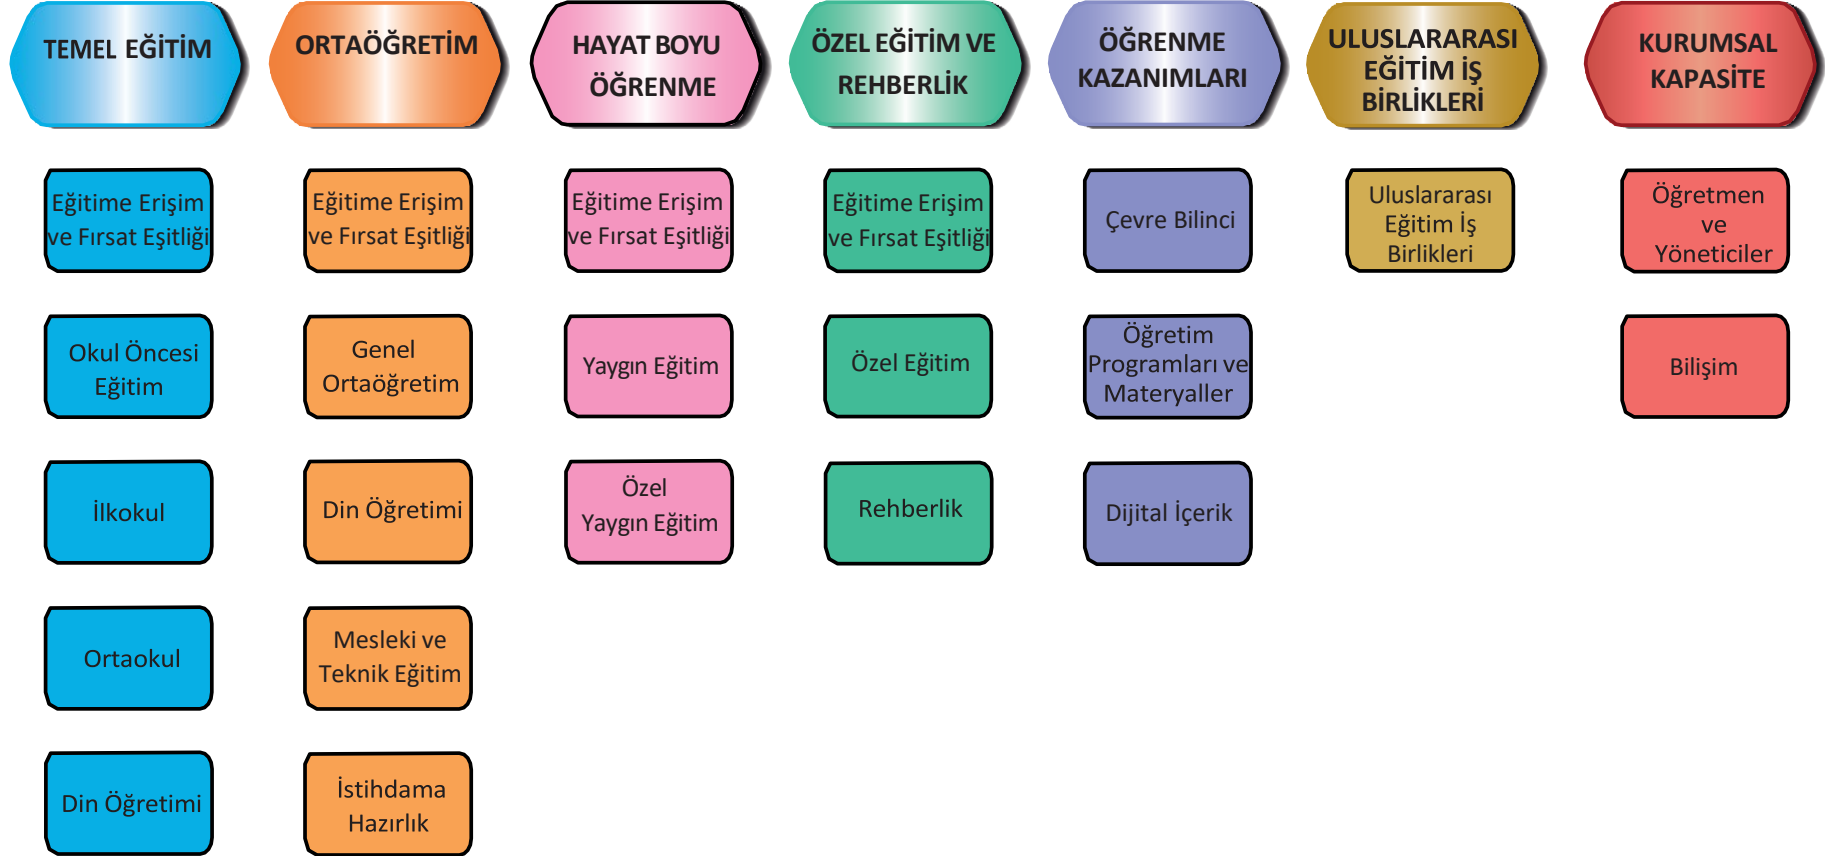 TEMEL EĞİTİM
ORTAÖĞRETİM
HAYAT BOYU
ÖĞRENME
ÖZEL EĞİTİM VE
REHBERLİK
ÖĞRENME
KAZANIMLARI
ULUSLARARASI
EĞİTİM İŞ
BİRLİKLERİ
KURUMSAL
KAPASİTE
Eğitime Erişim
ve Fırsat Eşitliği
Eğitime Erişim
ve Fırsat Eşitliği
Eğitime Erişim
ve Fırsat Eşitliği
Eğitime Erişim
ve Fırsat Eşitliği
Çevre Bilinci
Uluslararası
Eğitim İş
Birlikleri
Öğretmen
ve
Yöneticiler
Okul Öncesi
Eğitim
Genel
Ortaöğretim
Yaygın Eğitim
Özel Eğitim
Öğretim
Programları ve
Materyaller
Bilişim
İlkokul
Din Öğretimi
Özel
Yaygın Eğitim
Rehberlik
Dijital İçerik
Ortaokul
Mesleki ve
Teknik Eğitim
Din Öğretimi
İstihdama
Hazırlık